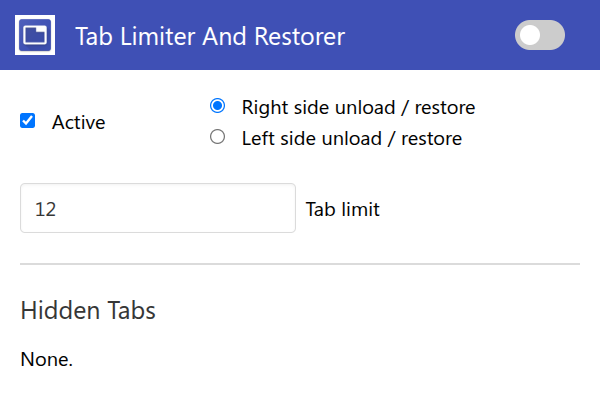 Tab Limiter And Restorer
Active
Right side unload / restore
Left side unload / restore
12
Tab limit
Hidden Tabs
None.